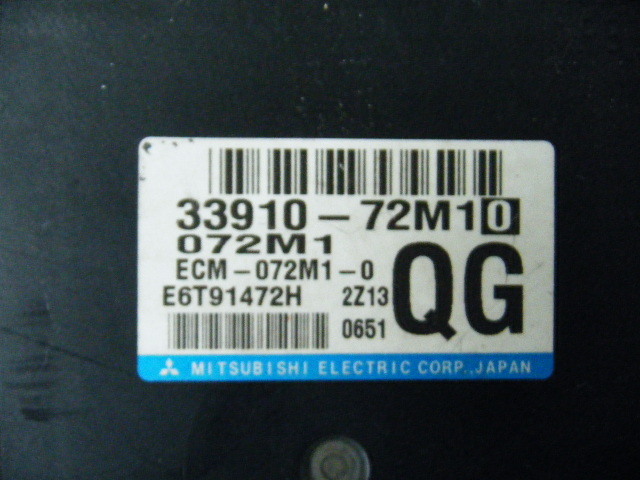 33910-72M10
072M1
ECM-072M1-0
E6T91472H 2Z13
0651
QG
MITSUBISHI ELECTRIC CORP.,JAPAN